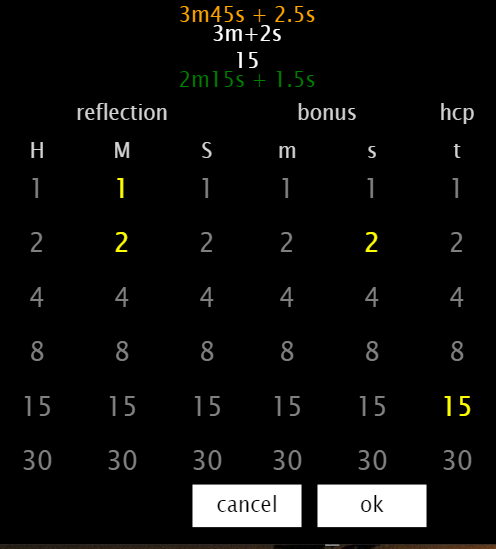 3m45s + 2.5s
3m+2s
15
2m15s + 1.5s
reflection bonus hcp
H M S m s t
1 1 1 1 1 1
2 2 2 2 2 2
4 4 4 4 4 4
8 8 8 8 8 8
15 15 15 15 15 15
30 30 30 30 30 30
cancel ok